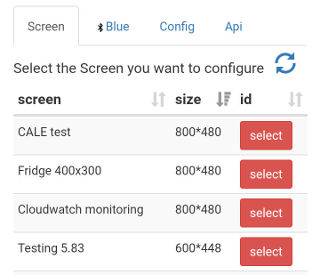 Screen Blue Config Api
Select the Screen you want to configure
screen size id
CALE test 800*480 select
Fridge 400x300 800*480 select
Cloudwatch monitoring 800*480 select
Testing 5.83 600*448 select